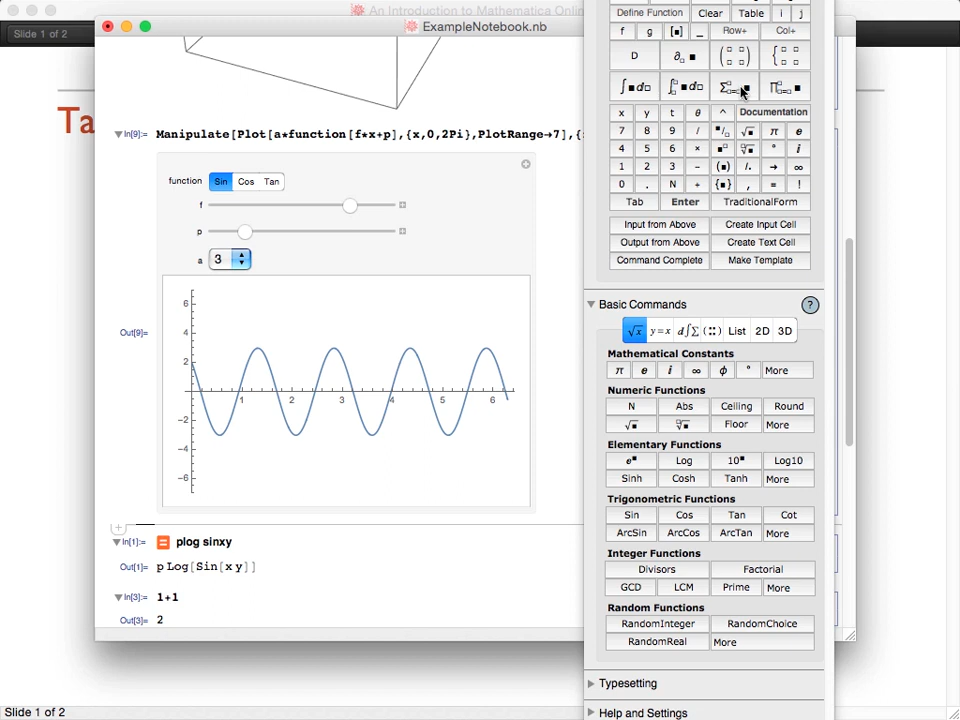 An Introduction to Mathematica Onlin
Slide 1 of 2
ExampleNotebook.nb
Ta
In[9]:= Manipulate[Plot[a*function[f*x+p],{x,0,2Pi},PlotRange→7],{
function Sin Cos Tan
f
p
a 3
Out[9]=
6
4
2
1 2 3 4 5 6
−2
−4
−6
In[1]:= plog sinxy
Out[1]= p Log[Sin[x y]]
In[3]:= 1+1
Out[3]= 2
Define Function Clear Table i j
f g [■] _ Row+ Col+
D ∂□ ■ (□ □ □ □) {□ □ □ □
∫■ⅆ□ ∫□□■ⅆ□ Σ□□=□■ ∏□□=□■
x y t θ ^ Documentation
7 8 9 / ■/□ √■ π e
4 5 6 × ■□ □√■ ° i
1 2 3 − (■) /. → ∞
0 . N + {■} , = !
Tab Enter TraditionalForm
Input from Above Create Input Cell
Output from Above Create Text Cell
Command Complete Make Template
Basic Commands ?
√x y=x d∫Σ (::) List 2D 3D
Mathematical Constants
π e i ∞ ϕ ° More
Numeric Functions
N Abs Ceiling Round
√■ □√■ Floor More
Elementary Functions
e■ Log 10■ Log10
Sinh Cosh Tanh More
Trigonometric Functions
Sin Cos Tan Cot
ArcSin ArcCos ArcTan More
Integer Functions
Divisors Factorial
GCD LCM Prime More
Random Functions
RandomInteger RandomChoice
RandomReal More
Typesetting
Help and Settings
Slide 1 of 2